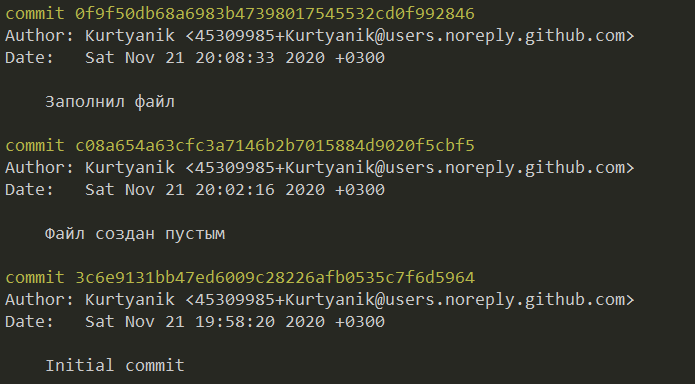 commit 0f9f50db68a6983b47398017545532cd0f992846
Author: Kurtyanik <45309985+Kurtyanik@users.noreply.github.com>
Date:   Sat Nov 21 20:08:33 2020 +0300
Заполнил файл
commit c08a654a63cfc3a7146b2b7015884d9020f5cbf5
Author: Kurtyanik <45309985+Kurtyanik@users.noreply.github.com>
Date:   Sat Nov 21 20:02:16 2020 +0300
Файл создан пустым
commit 3c6e9131bb47ed6009c28226afb0535c7f6d5964
Author: Kurtyanik <45309985+Kurtyanik@users.noreply.github.com>
Date:   Sat Nov 21 19:58:20 2020 +0300
Initial commit